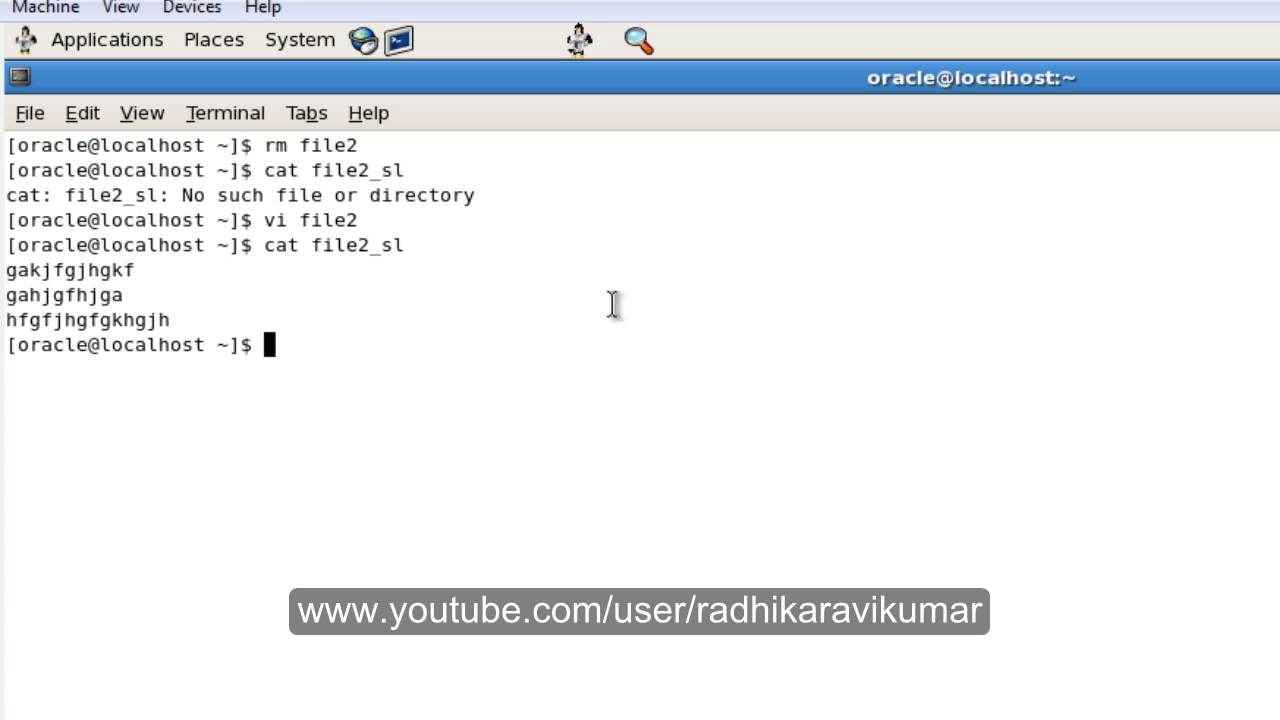 Machine View Devices Help
Applications Places System
oracle@localhost:~
File Edit View Terminal Tabs Help
[oracle@localhost ~]$ rm file2
[oracle@localhost ~]$ cat file2_sl
cat: file2_sl: No such file or directory
[oracle@localhost ~]$ vi file2
[oracle@localhost ~]$ cat file2_sl
gakjfgjhgkf
gahjgfhjga
hfgfjhgfgkhgjh
[oracle@localhost ~]$
www.youtube.com/user/radhikaravikumar